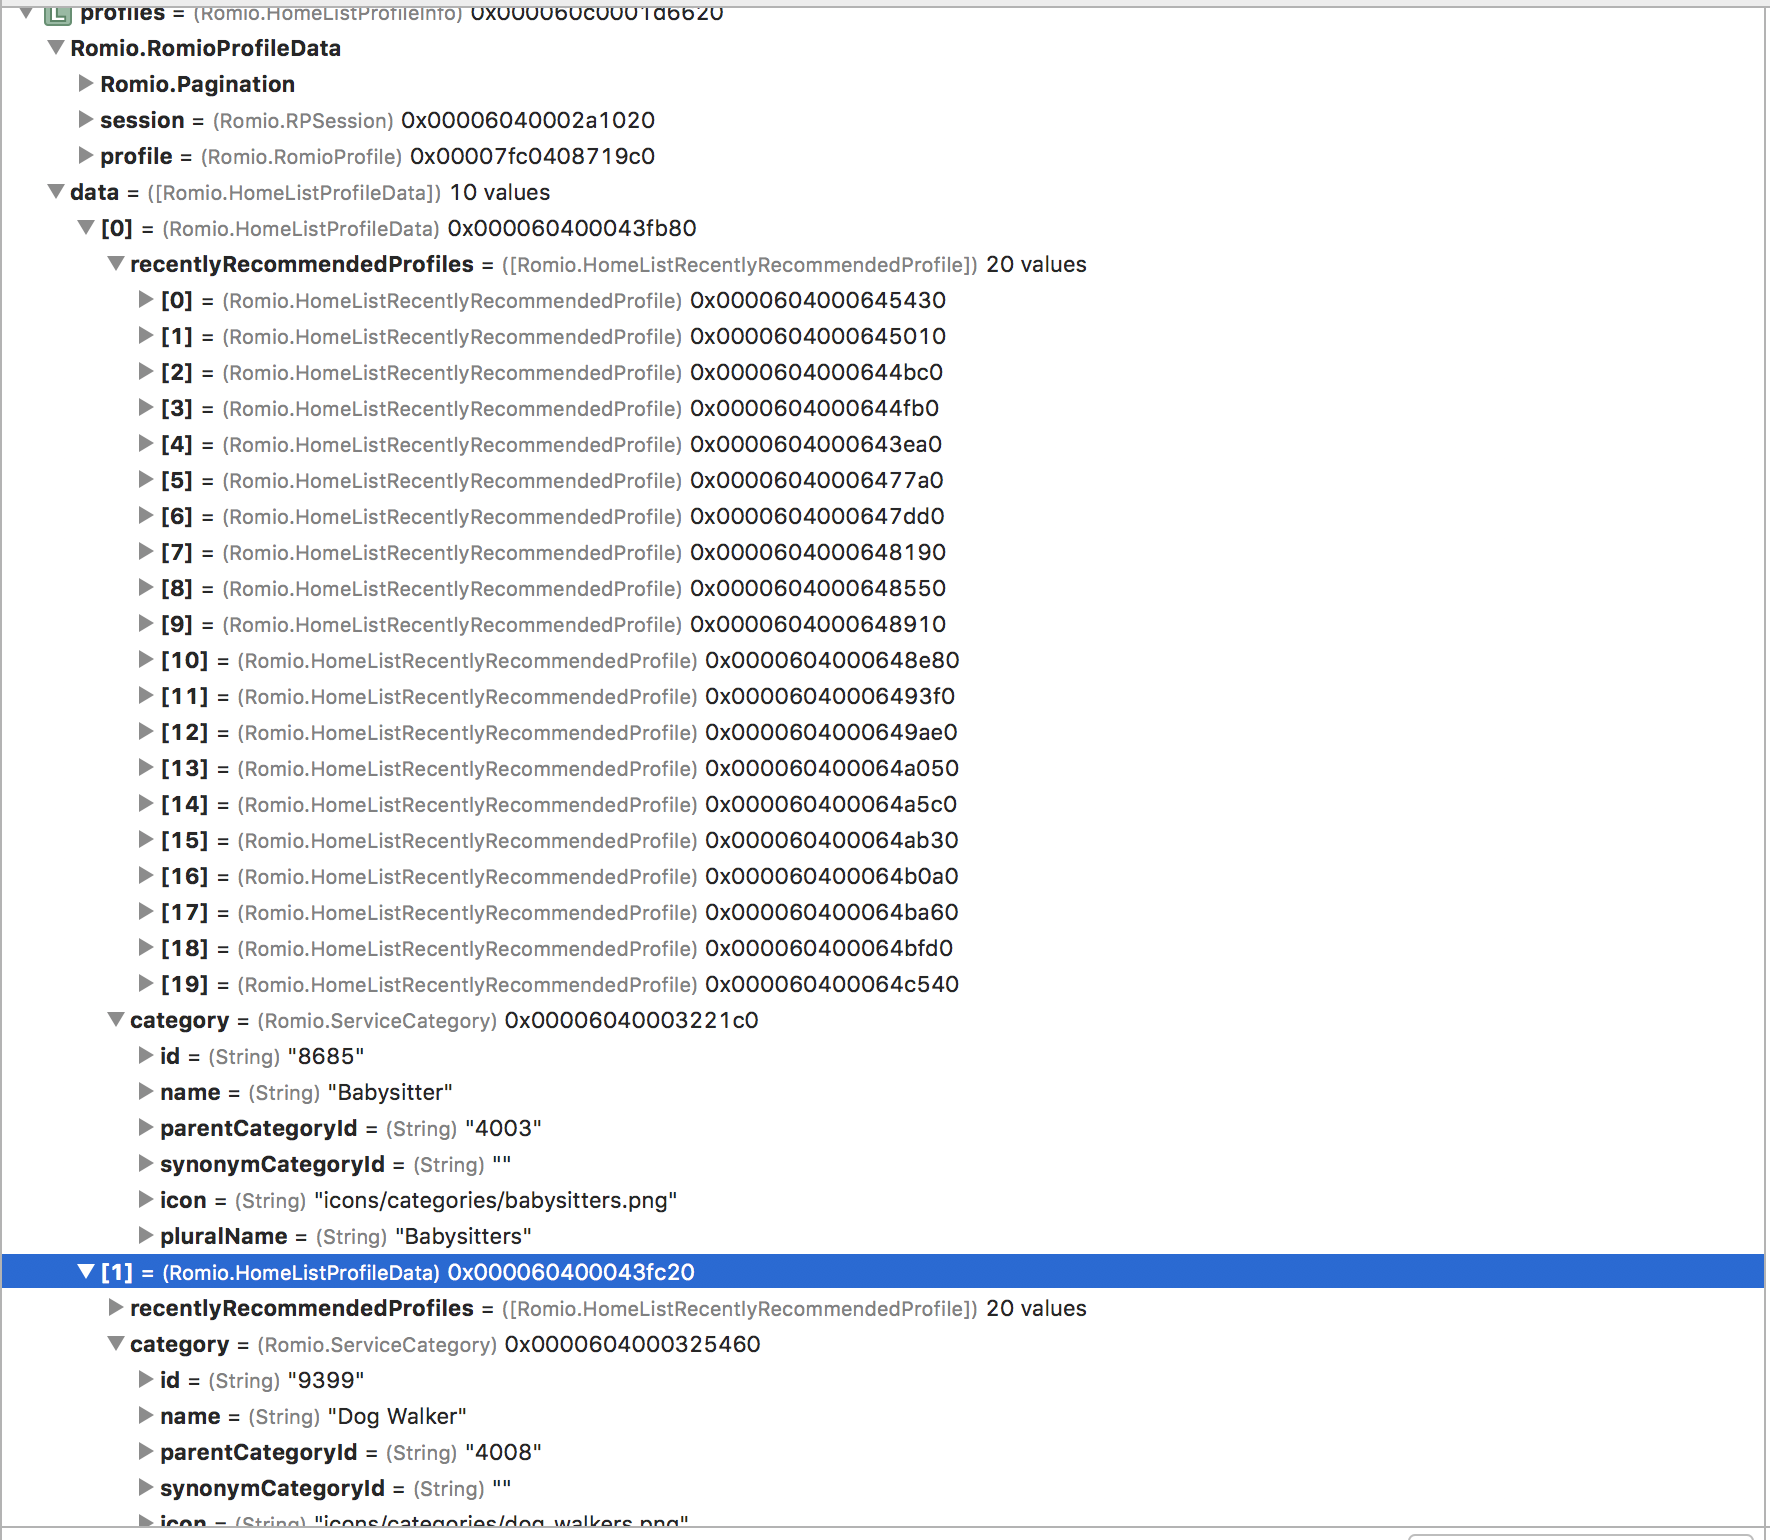 L profiles = (Romio.HomeListProfileInfo) 0x000060c0001d6620
Romio.RomioProfileData
Romio.Pagination
session = (Romio.RPSession) 0x00006040002a1020
profile = (Romio.RomioProfile) 0x00007fc0408719c0
data = ([Romio.HomeListProfileData]) 10 values
[0] = (Romio.HomeListProfileData) 0x000060400043fb80
recentlyRecommendedProfiles = ([Romio.HomeListRecentlyRecommendedProfile]) 20 values
[0] = (Romio.HomeListRecentlyRecommendedProfile) 0x0000604000645430
[1] = (Romio.HomeListRecentlyRecommendedProfile) 0x0000604000645010
[2] = (Romio.HomeListRecentlyRecommendedProfile) 0x0000604000644bc0
[3] = (Romio.HomeListRecentlyRecommendedProfile) 0x0000604000644fb0
[4] = (Romio.HomeListRecentlyRecommendedProfile) 0x0000604000643ea0
[5] = (Romio.HomeListRecentlyRecommendedProfile) 0x00006040006477a0
[6] = (Romio.HomeListRecentlyRecommendedProfile) 0x0000604000647dd0
[7] = (Romio.HomeListRecentlyRecommendedProfile) 0x0000604000648190
[8] = (Romio.HomeListRecentlyRecommendedProfile) 0x0000604000648550
[9] = (Romio.HomeListRecentlyRecommendedProfile) 0x0000604000648910
[10] = (Romio.HomeListRecentlyRecommendedProfile) 0x0000604000648e80
[11] = (Romio.HomeListRecentlyRecommendedProfile) 0x00006040006493f0
[12] = (Romio.HomeListRecentlyRecommendedProfile) 0x0000604000649ae0
[13] = (Romio.HomeListRecentlyRecommendedProfile) 0x000060400064a050
[14] = (Romio.HomeListRecentlyRecommendedProfile) 0x000060400064a5c0
[15] = (Romio.HomeListRecentlyRecommendedProfile) 0x000060400064ab30
[16] = (Romio.HomeListRecentlyRecommendedProfile) 0x000060400064b0a0
[17] = (Romio.HomeListRecentlyRecommendedProfile) 0x000060400064ba60
[18] = (Romio.HomeListRecentlyRecommendedProfile) 0x000060400064bfd0
[19] = (Romio.HomeListRecentlyRecommendedProfile) 0x000060400064c540
category = (Romio.ServiceCategory) 0x00006040003221c0
id = (String) "8685"
name = (String) "Babysitter"
parentCategoryId = (String) "4003"
synonymCategoryId = (String) ""
icon = (String) "icons/categories/babysitters.png"
pluralName = (String) "Babysitters"
[1] = (Romio.HomeListProfileData) 0x000060400043fc20
recentlyRecommendedProfiles = ([Romio.HomeListRecentlyRecommendedProfile]) 20 values
category = (Romio.ServiceCategory) 0x0000604000325460
id = (String) "9399"
name = (String) "Dog Walker"
parentCategoryId = (String) "4008"
synonymCategoryId = (String) ""
icon = (String) "icons/categories/dog_walkers.png"